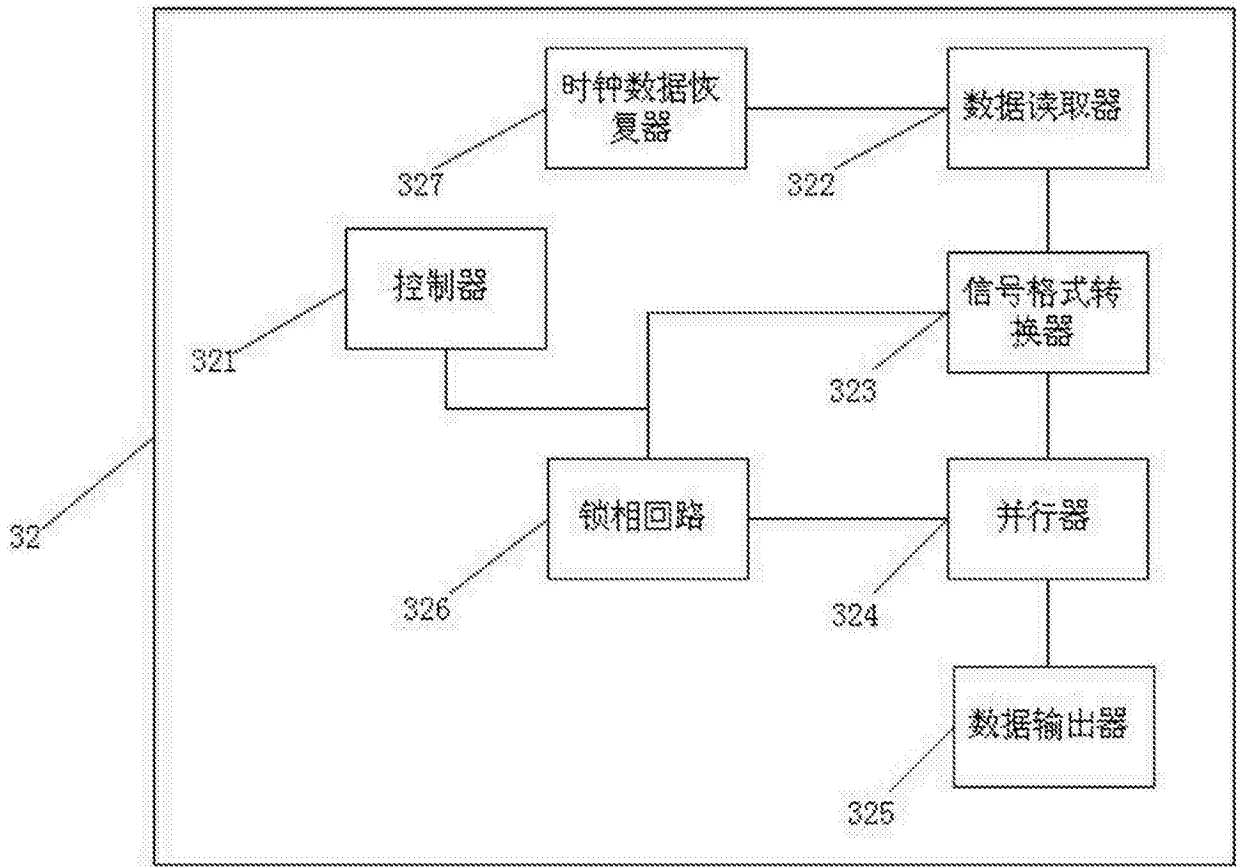 时钟数据恢
复器
数据读取器
327
322
控制器
信号格式转
换器
321
323
锁相回路
并行器
32
326
324
数据输出器
325